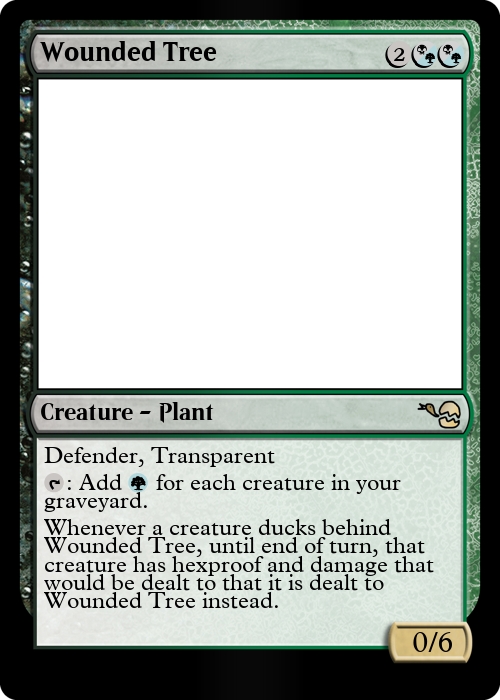 Wounded Tree 2
Creature – Plant
Defender, Transparent
: Add for each creature in your
graveyard.
Whenever a creature ducks behind
Wounded Tree, until end of turn, that
creature has hexproof and damage that
would be dealt to that it is dealt to
Wounded Tree instead.
0/6